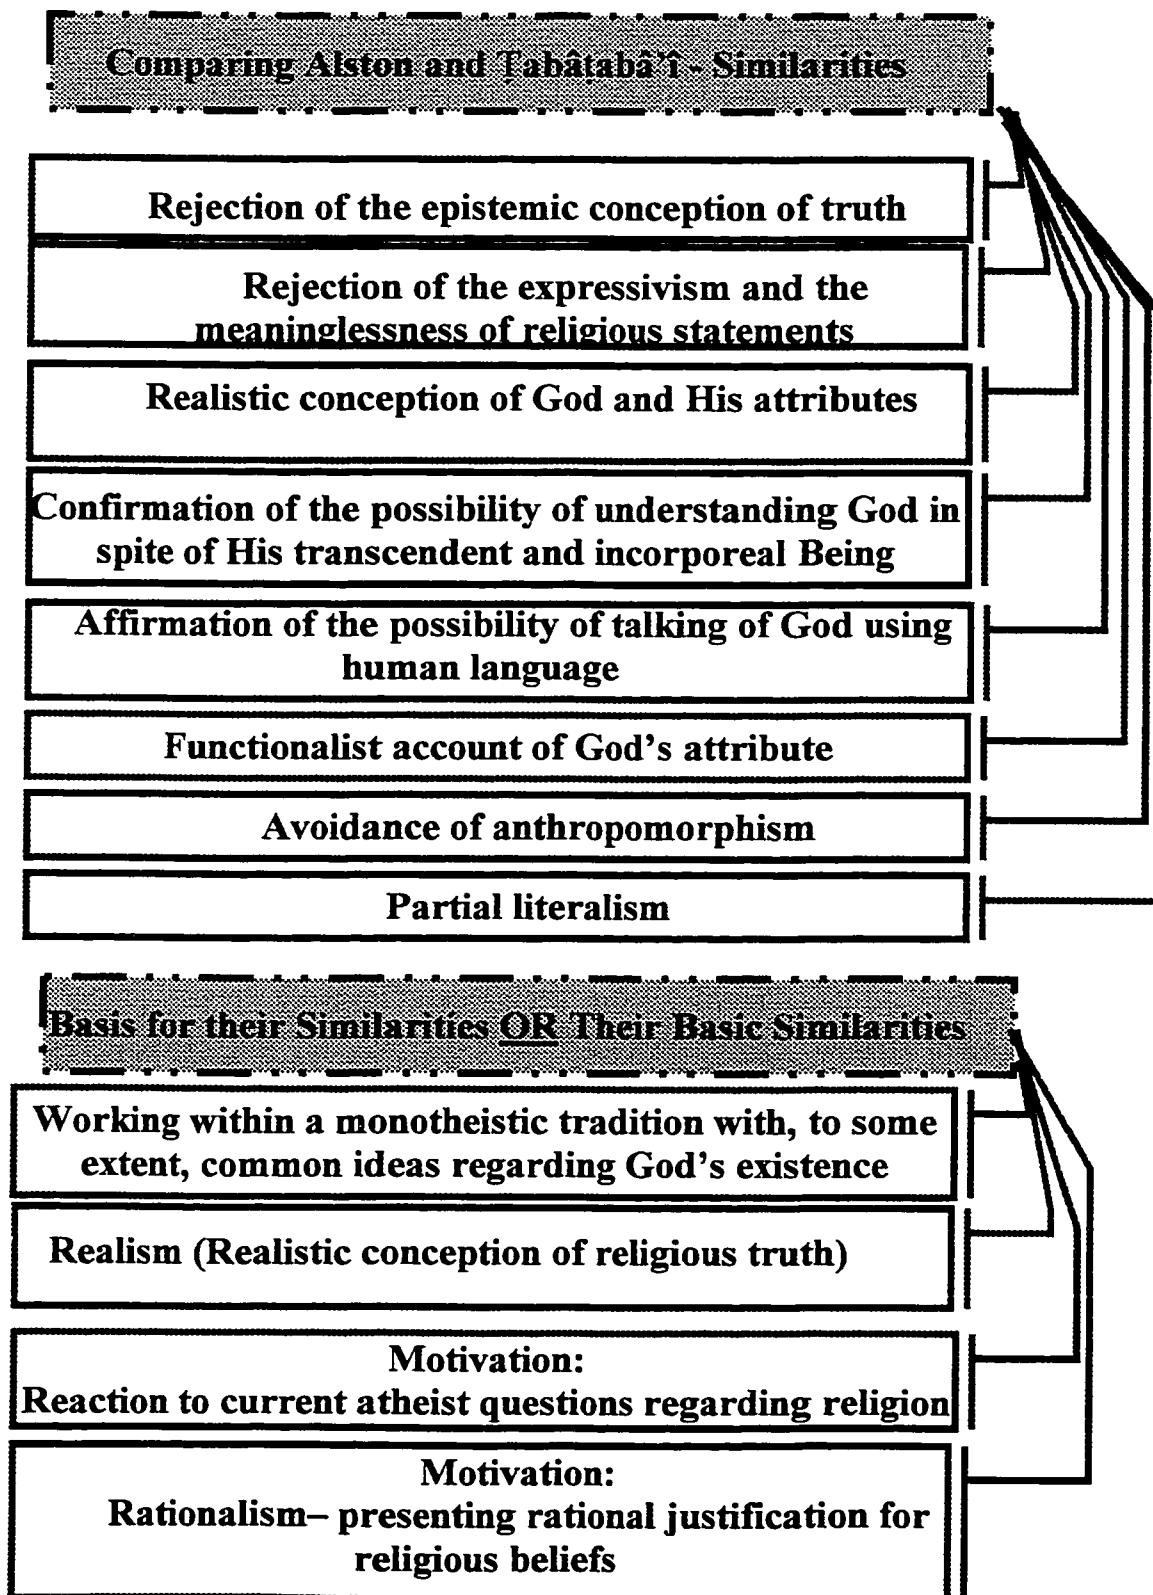 Comparing Alston and Ṭabâṭabâ'î - Similarities
Rejection of the epistemic conception of truth
Rejection of the expressivism and the
meaninglessness of religious statements
Realistic conception of God and His attributes
Confirmation of the possibility of understanding God in
spite of His transcendent and incorporeal Being
Affirmation of the possibility of talking of God using
human language
Functionalist account of God's attribute
Avoidance of anthropomorphism
Partial literalism
Basis for their Similarities OR Their Basic Similarities
Working within a monotheistic tradition with, to some
extent, common ideas regarding God's existence
Realism (Realistic conception of religious truth)
Motivation:
Reaction to current atheist questions regarding religion
Motivation:
Rationalism– presenting rational justification for
religious beliefs